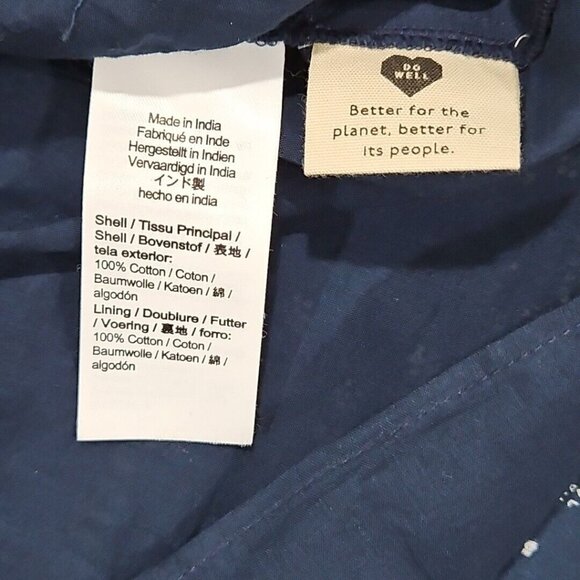 Made in India
Fabriqué en Inde
Hergestellt in Indien
Vervaardigd in India
インド製
hecho en india
Shell / Tissu Principal /
Shell / Bovenstof / 表地 /
tela exterior:
100% Cotton / Coton /
Baumwolle / Katoen / 綿 /
algodón
Lining / Doublure / Futter
/ Voering / 裏地 / forro:
100% Cotton / Coton /
Baumwolle / Katoen / 綿 /
algodón
DO
WELL
Better for the
planet, better for
its people.